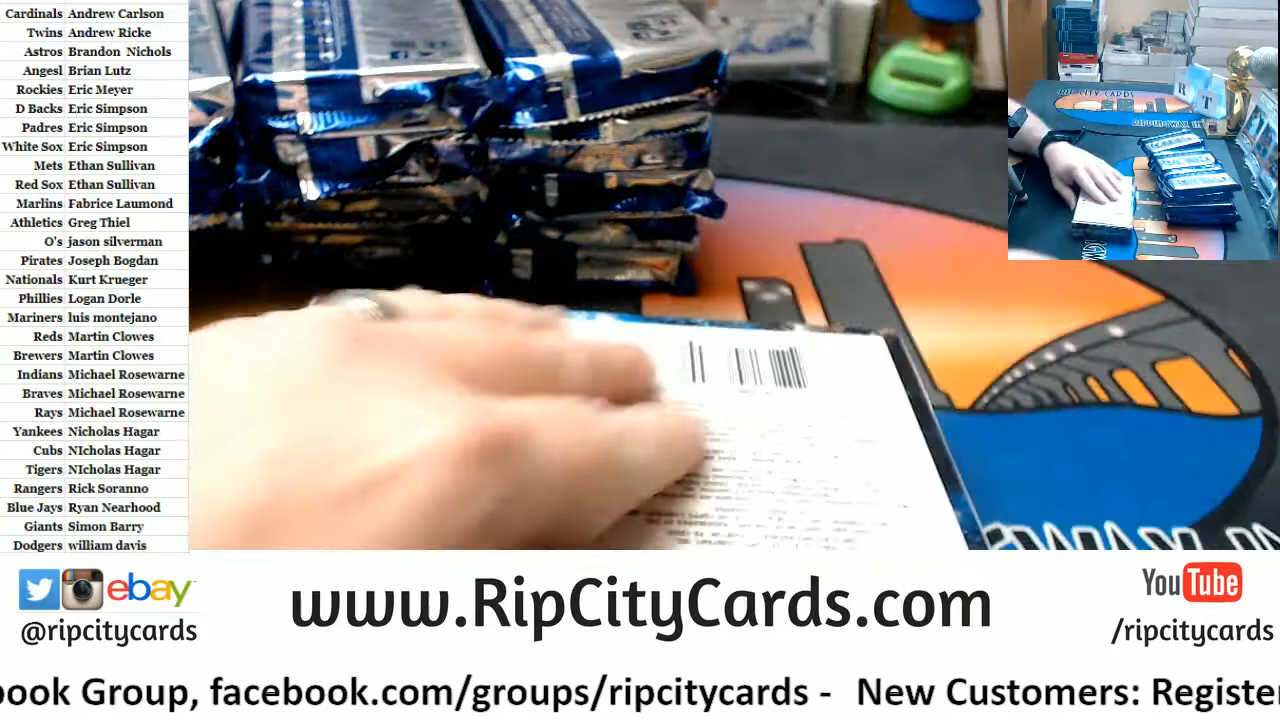 Cardinals Andrew Carlson
Twins Andrew Ricke
Astros Brandon Nichols
Angesl Brian Lutz
Rockies Eric Meyer
D Backs Eric Simpson
Padres Eric Simpson
White Sox Eric Simpson
Mets Ethan Sullivan
Red Sox Ethan Sullivan
Marlins Fabrice Laumond
Athletics Greg Thiel
O's jason silverman
Pirates Joseph Bogdan
Nationals Kurt Krueger
Phillies Logan Dorle
Mariners luis montejano
Reds Martin Clowes
Brewers Martin Clowes
Indians Michael Rosewarne
Braves Michael Rosewarne
Rays Michael Rosewarne
Yankees Nicholas Hagar
Cubs NIcholas Hagar
Tigers NIcholas Hagar
Rangers Rick Soranno
Blue Jays Ryan Nearhood
Giants Simon Barry
Dodgers william davis
RIP CITY CARDS
R T
ebay
@ripcitycards
www.RipCityCards.com
YouTube
/ripcitycards
book Group, facebook.com/groups/ripcitycards - New Customers: Register